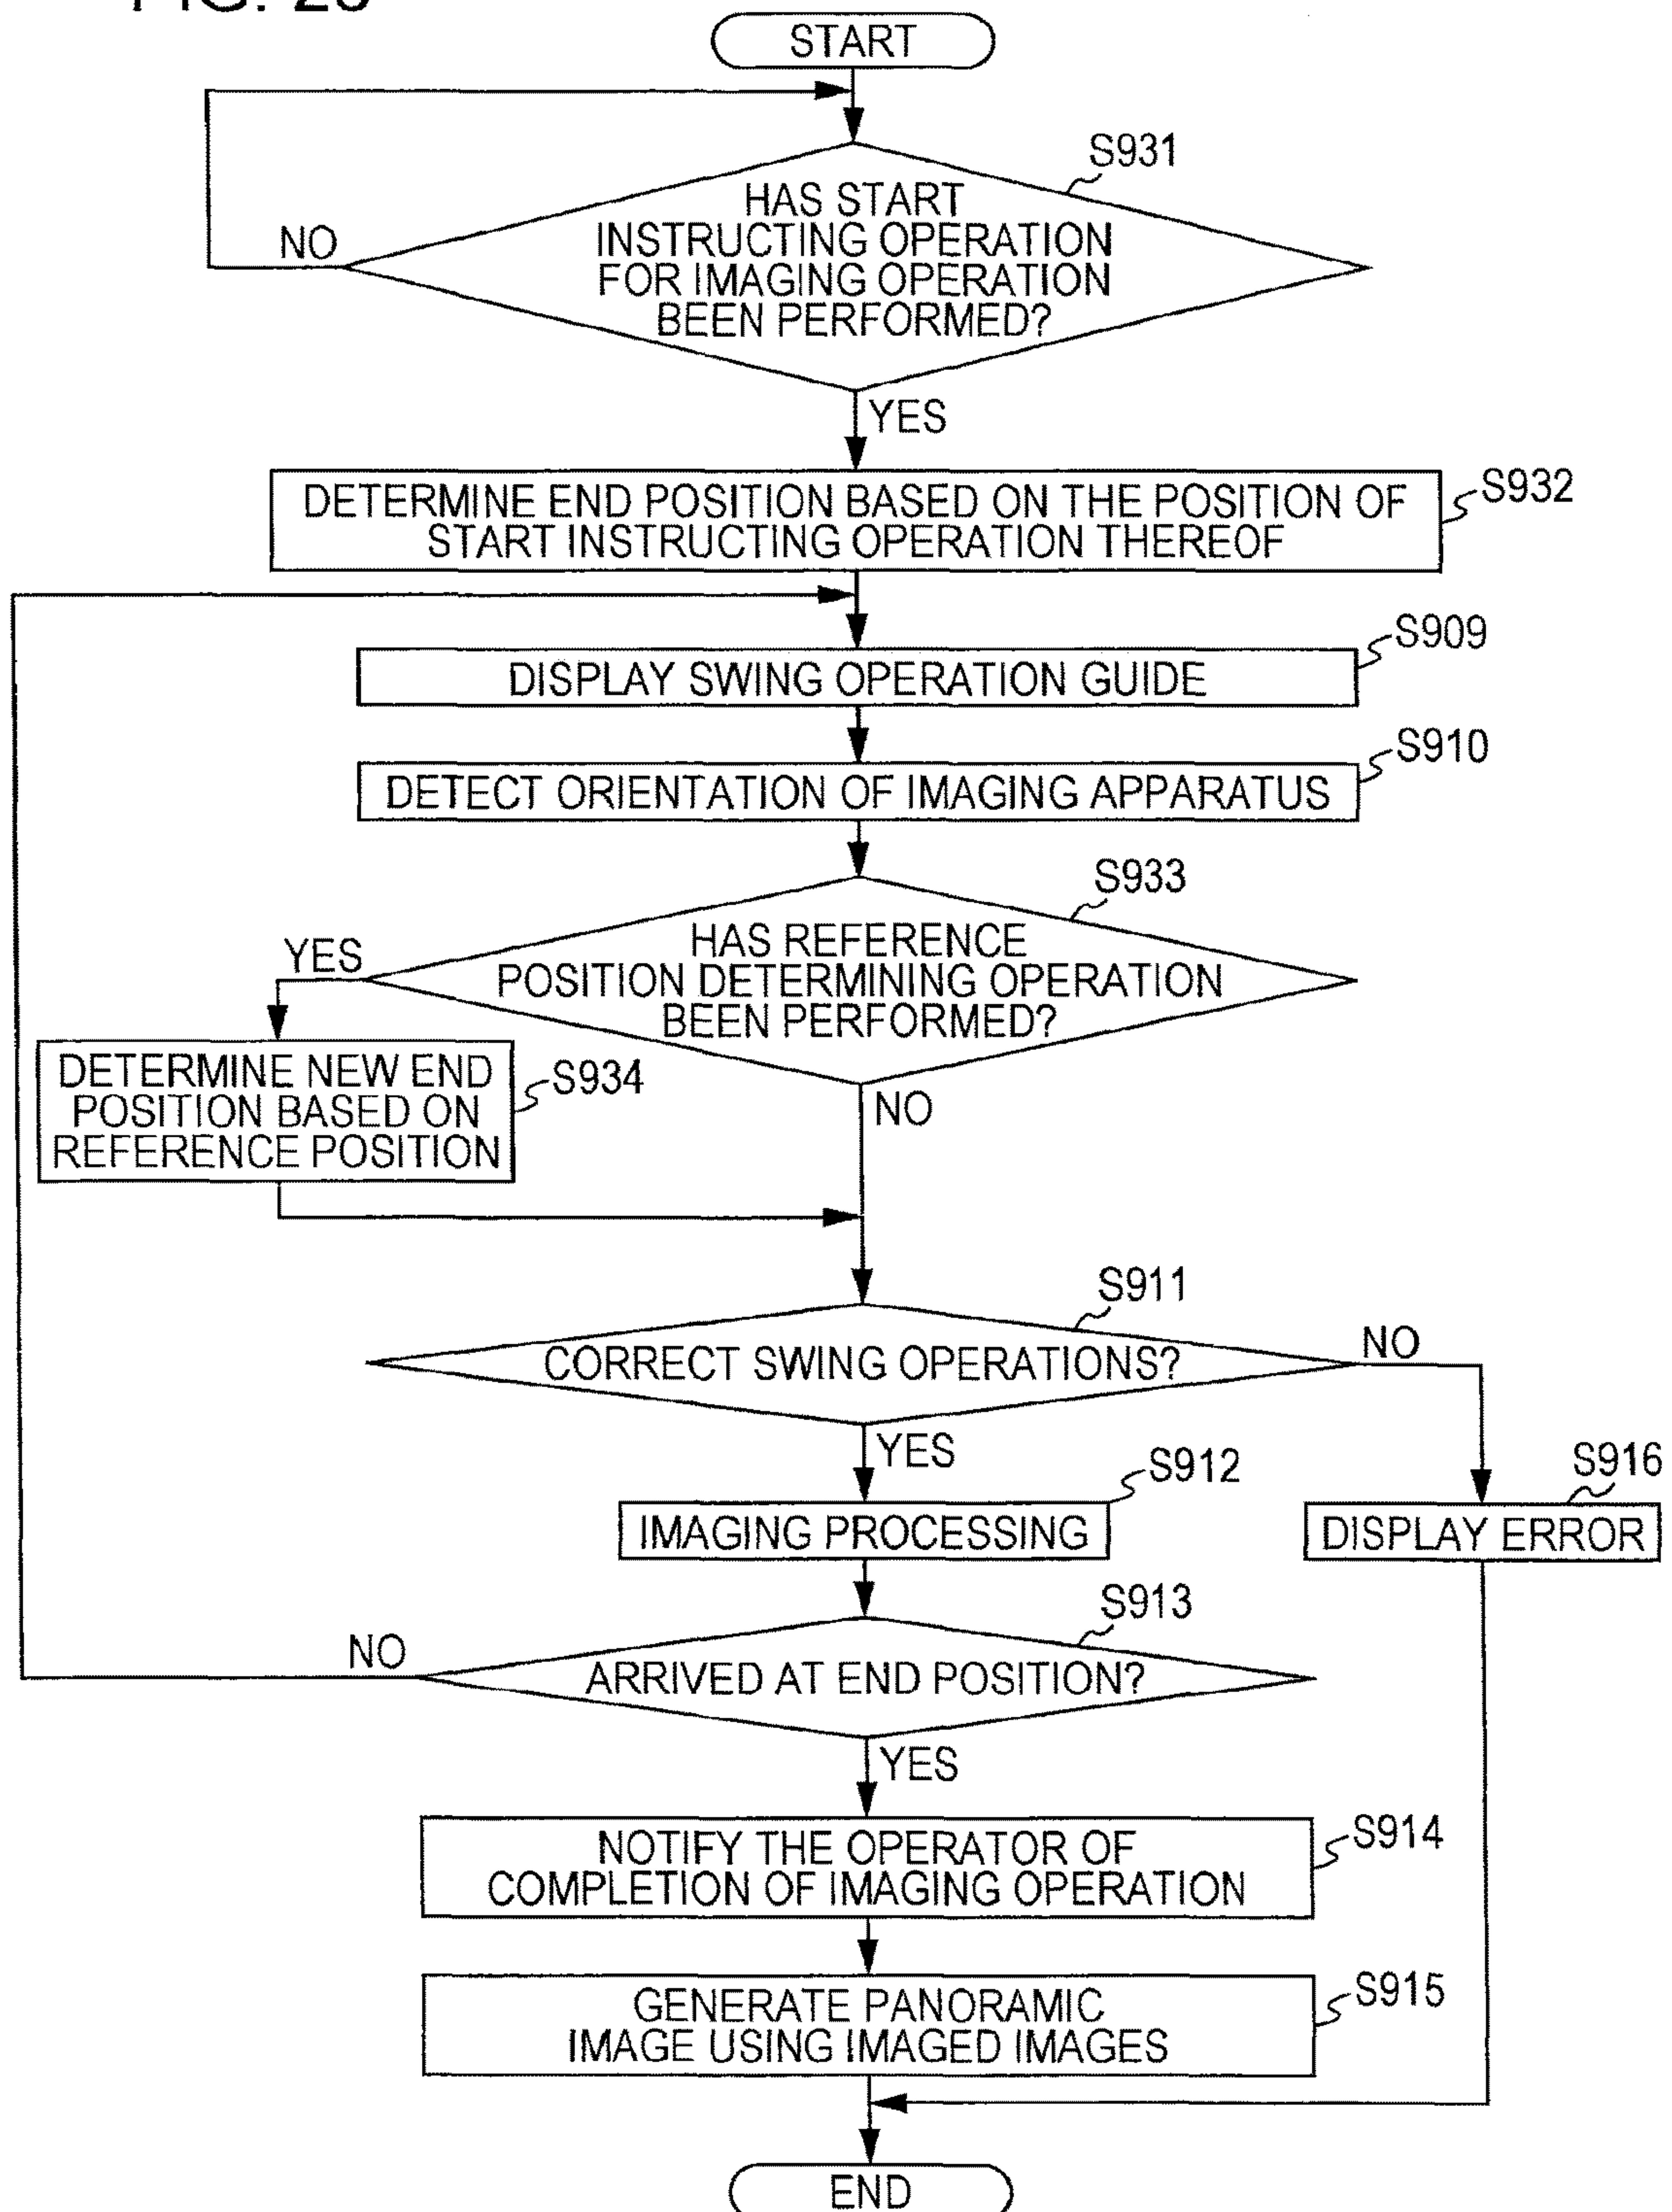 START
S931
HAS START
INSTRUCTING OPERATION
FOR IMAGING OPERATION
BEEN PERFORMED?
NO
YES
S932
DETERMINE END POSITION BASED ON THE POSITION OF
START INSTRUCTING OPERATION THEREOF
S909
DISPLAY SWING OPERATION GUIDE
S910
DETECT ORIENTATION OF IMAGING APPARATUS
S933
HAS REFERENCE
POSITION DETERMINING OPERATION
BEEN PERFORMED?
YES
NO
DETERMINE NEW END
POSITION BASED ON
REFERENCE POSITION
S934
S911
CORRECT SWING OPERATIONS?
NO
YES
S912
IMAGING PROCESSING
S916
DISPLAY ERROR
S913
ARRIVED AT END POSITION?
NO
YES
S914
NOTIFY THE OPERATOR OF
COMPLETION OF IMAGING OPERATION
S915
GENERATE PANORAMIC
IMAGE USING IMAGED IMAGES
END